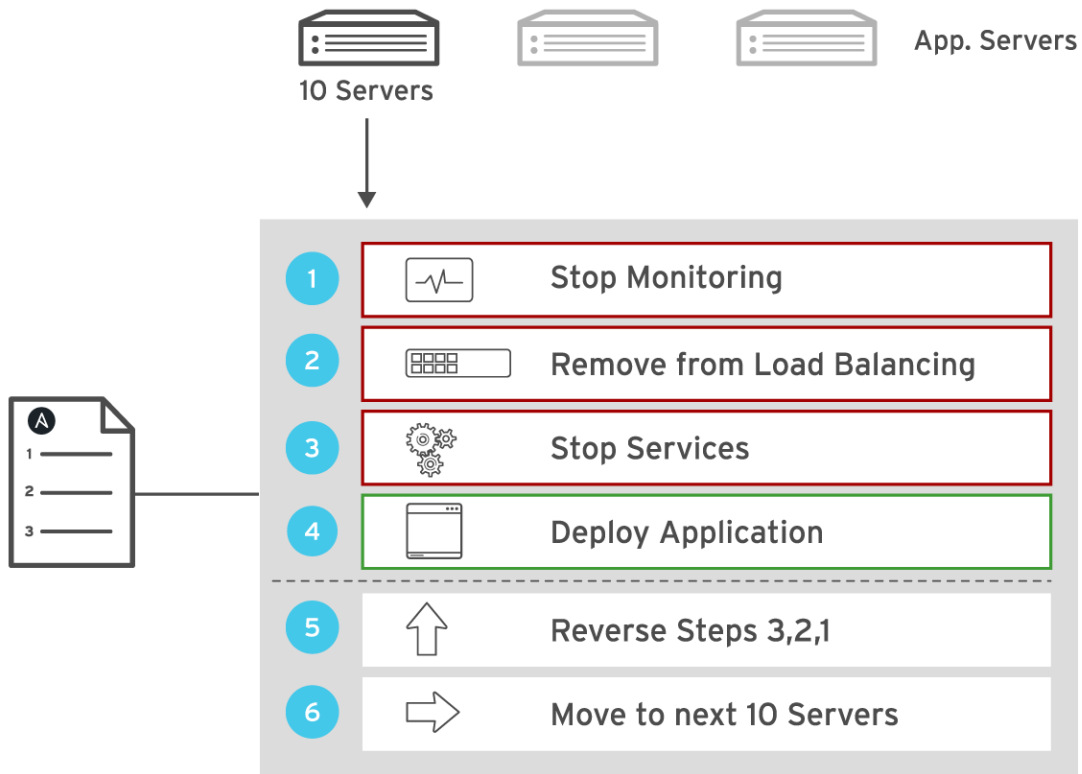 App. Servers
10 Servers
1 Stop Monitoring
2 Remove from Load Balancing
3 Stop Services
4 Deploy Application
5 Reverse Steps 3,2,1
6 Move to next 10 Servers
A
1
2
3